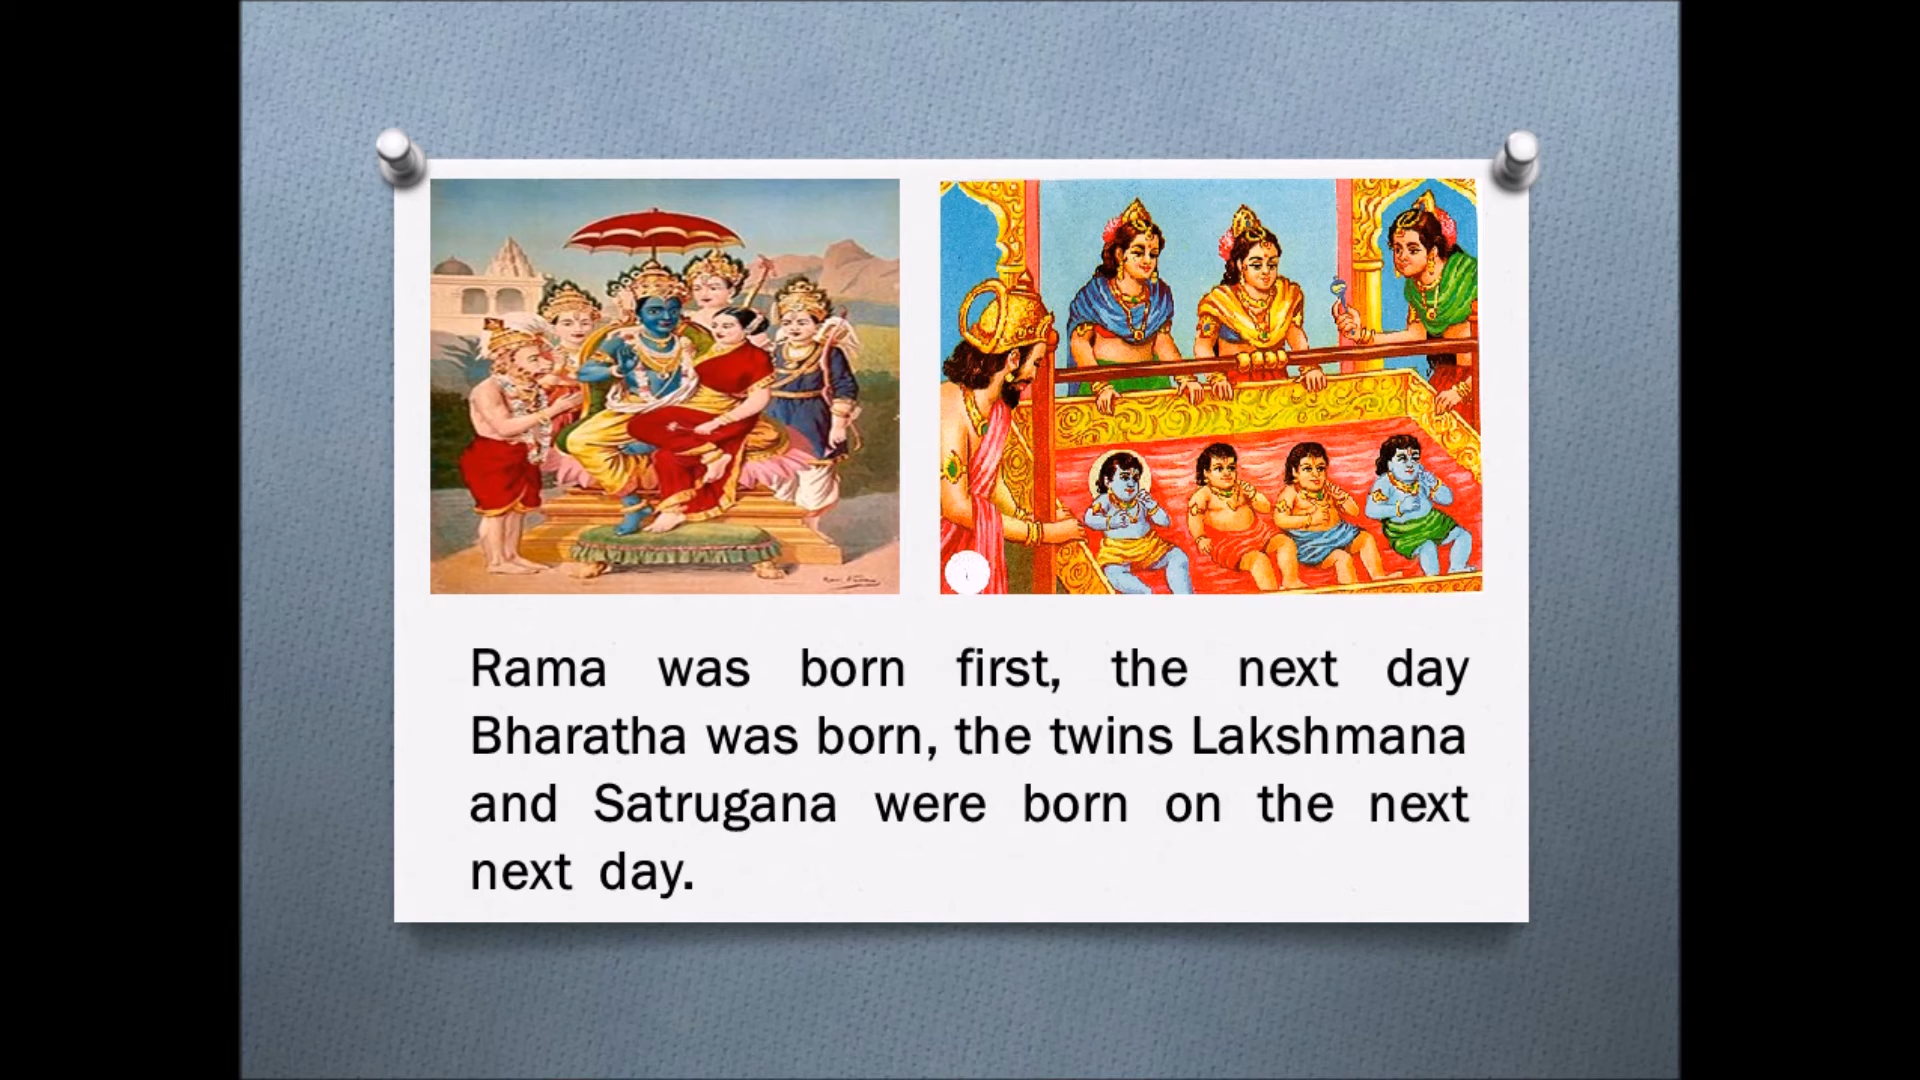 Rama was born first, the next day
Bharatha was born, the twins Lakshmana
and Satrugana were born on the next
next day.